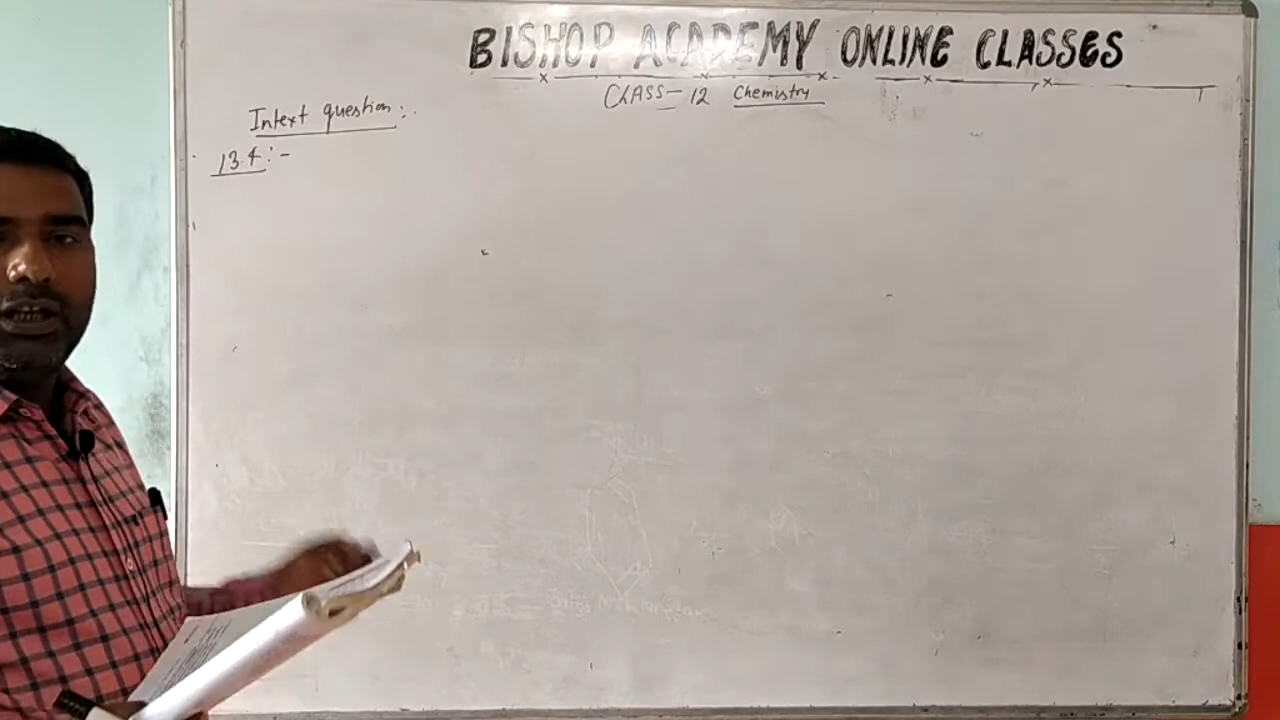 BISHOP ACADEMY ONLINE CLASSES
CLASS- 12 Chemistry
Intext question:.
13.4:-